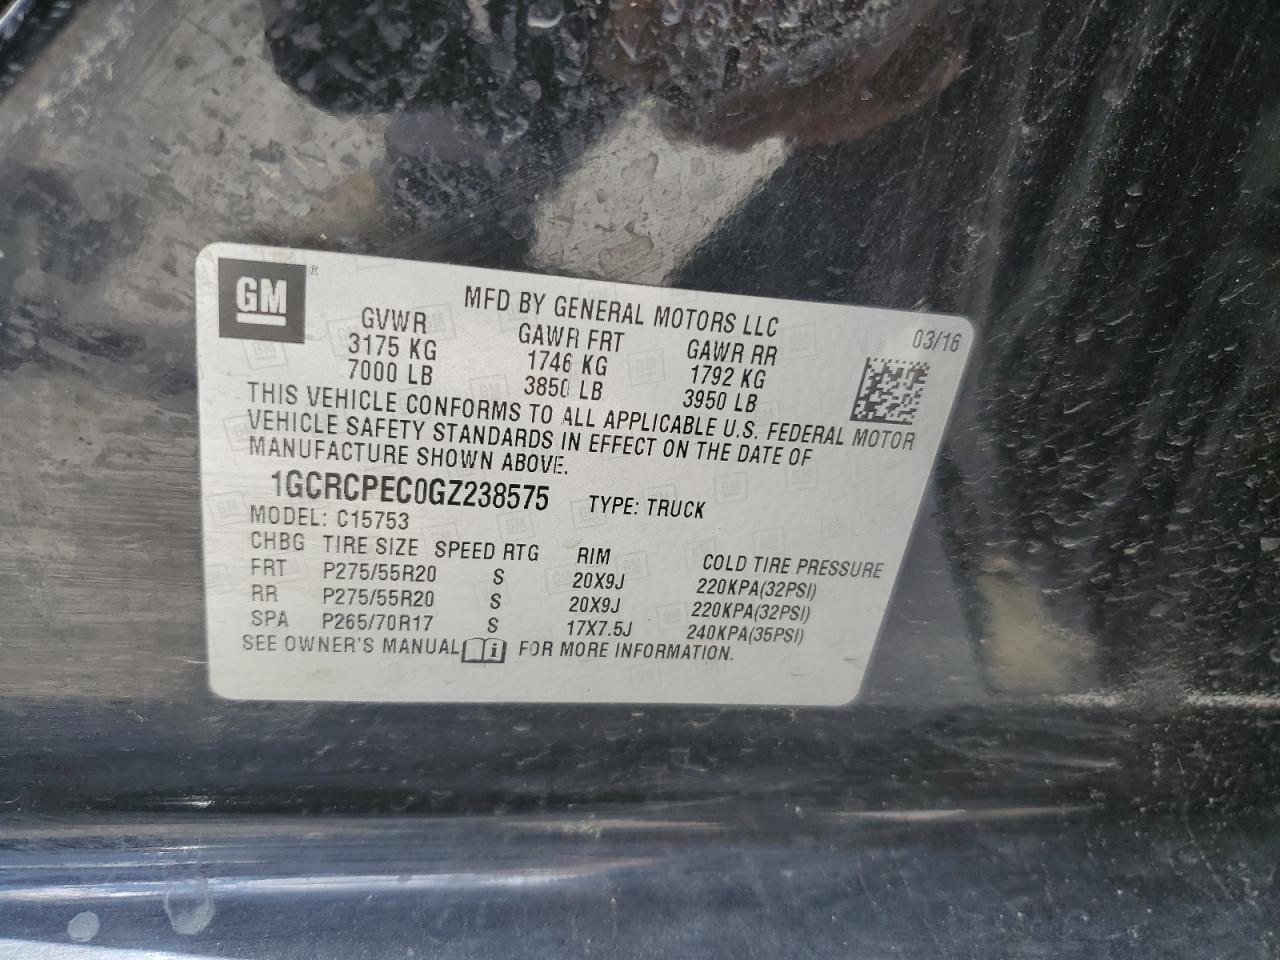 GM ®
MFD BY GENERAL MOTORS LLC
03/16
GVWR GAWR FRT GAWR RR
3175 KG 1746 KG 1792 KG
7000 LB 3850 LB 3950 LB
THIS VEHICLE CONFORMS TO ALL APPLICABLE U.S. FEDERAL MOTOR
VEHICLE SAFETY STANDARDS IN EFFECT ON THE DATE OF
MANUFACTURE SHOWN ABOVE.
1GCRCPEC0GZ238575 TYPE: TRUCK
MODEL: C15753
CHBG TIRE SIZE SPEED RTG RIM COLD TIRE PRESSURE
FRT P275/55R20 S 20X9J 220KPA(32PSI)
RR P275/55R20 S 20X9J 220KPA(32PSI)
SPA P265/70R17 S 17X7.5J 240KPA(35PSI)
SEE OWNER'S MANUAL i FOR MORE INFORMATION.